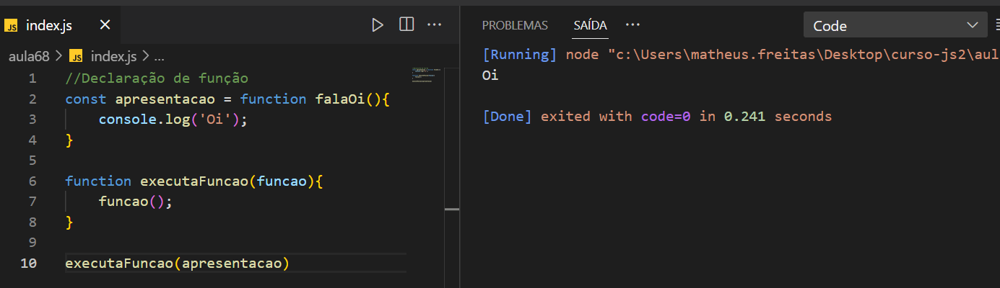 JS index.js ×
aula68 > JS index.js > ...
1 //Declaração de função
2 const apresentacao = function falaOi(){
3 console.log('Oi');
4 }
5
6 function executaFuncao(funcao){
7 funcao();
8 }
9
10 executaFuncao(apresentacao)
PROBLEMAS SAÍDA ··· Code
[Running] node "c:\Users\matheus.freitas\Desktop\curso-js2\aul
Oi
[Done] exited with code=0 in 0.241 seconds